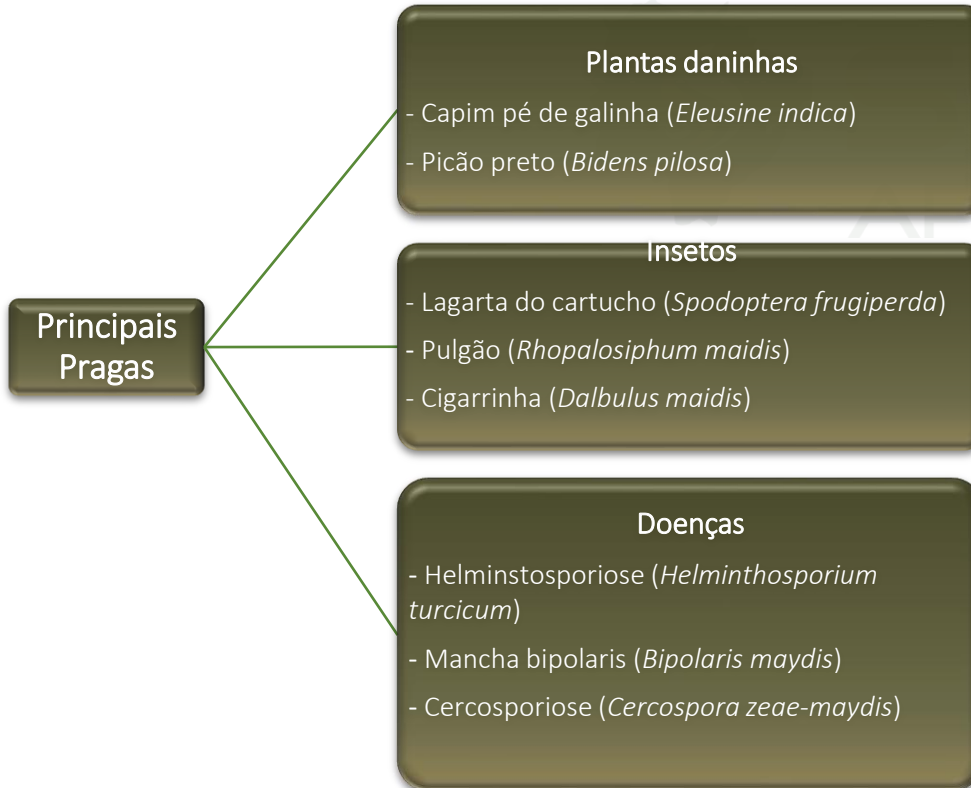 Principais
Pragas
Plantas daninhas
- Capim pé de galinha (Eleusine indica)
- Picão preto (Bidens pilosa)
Insetos
- Lagarta do cartucho (Spodoptera frugiperda)
- Pulgão (Rhopalosiphum maidis)
- Cigarrinha (Dalbulus maidis)
Doenças
- Helminstosporiose (Helminthosporium
turcicum)
- Mancha bipolaris (Bipolaris maydis)
- Cercosporiose (Cercospora zeae-maydis)